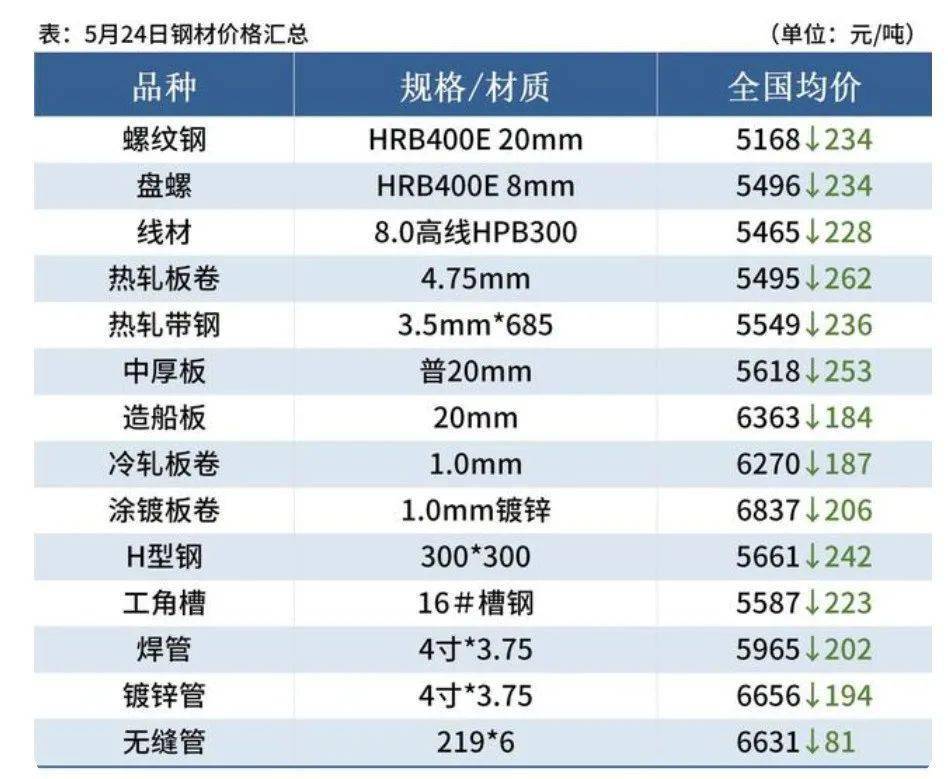 表：5月24日钢材价格汇总 （单位：元/吨）
品种 规格/材质 全国均价
螺纹钢 HRB400E 20mm 5168↓234
盘螺 HRB400E 8mm 5496↓234
线材 8.0高线HPB300 5465↓228
热轧板卷 4.75mm 5495↓262
热轧带钢 3.5mm*685 5549↓236
中厚板 普20mm 5618↓253
造船板 20mm 6363↓184
冷轧板卷 1.0mm 6270↓187
涂镀板卷 1.0mm镀锌 6837↓206
H型钢 300*300 5661↓242
工角槽 16＃槽钢 5587↓223
焊管 4寸*3.75 5965↓202
镀锌管 4寸*3.75 6656↓194
无缝管 219*6 6631↓81